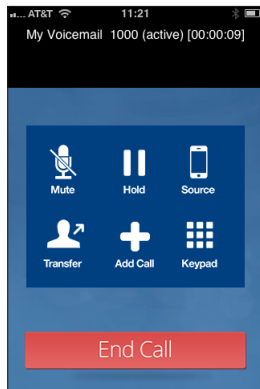 ... AT&T 11:21
My Voicemail 1000 (active) [00:00:09]
Mute Hold Source
Transfer Add Call Keypad
End Call